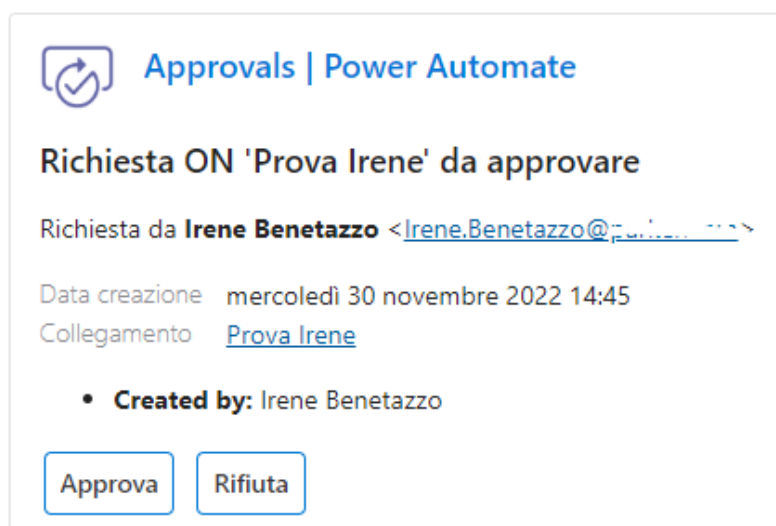 Approvals | Power Automate
Richiesta ON 'Prova Irene' da approvare
Richiesta da Irene Benetazzo <Irene.Benetazzo@
Data creazione mercoledì 30 novembre 2022 14:45
Collegamento Prova Irene
• Created by: Irene Benetazzo
Approva Rifiuta